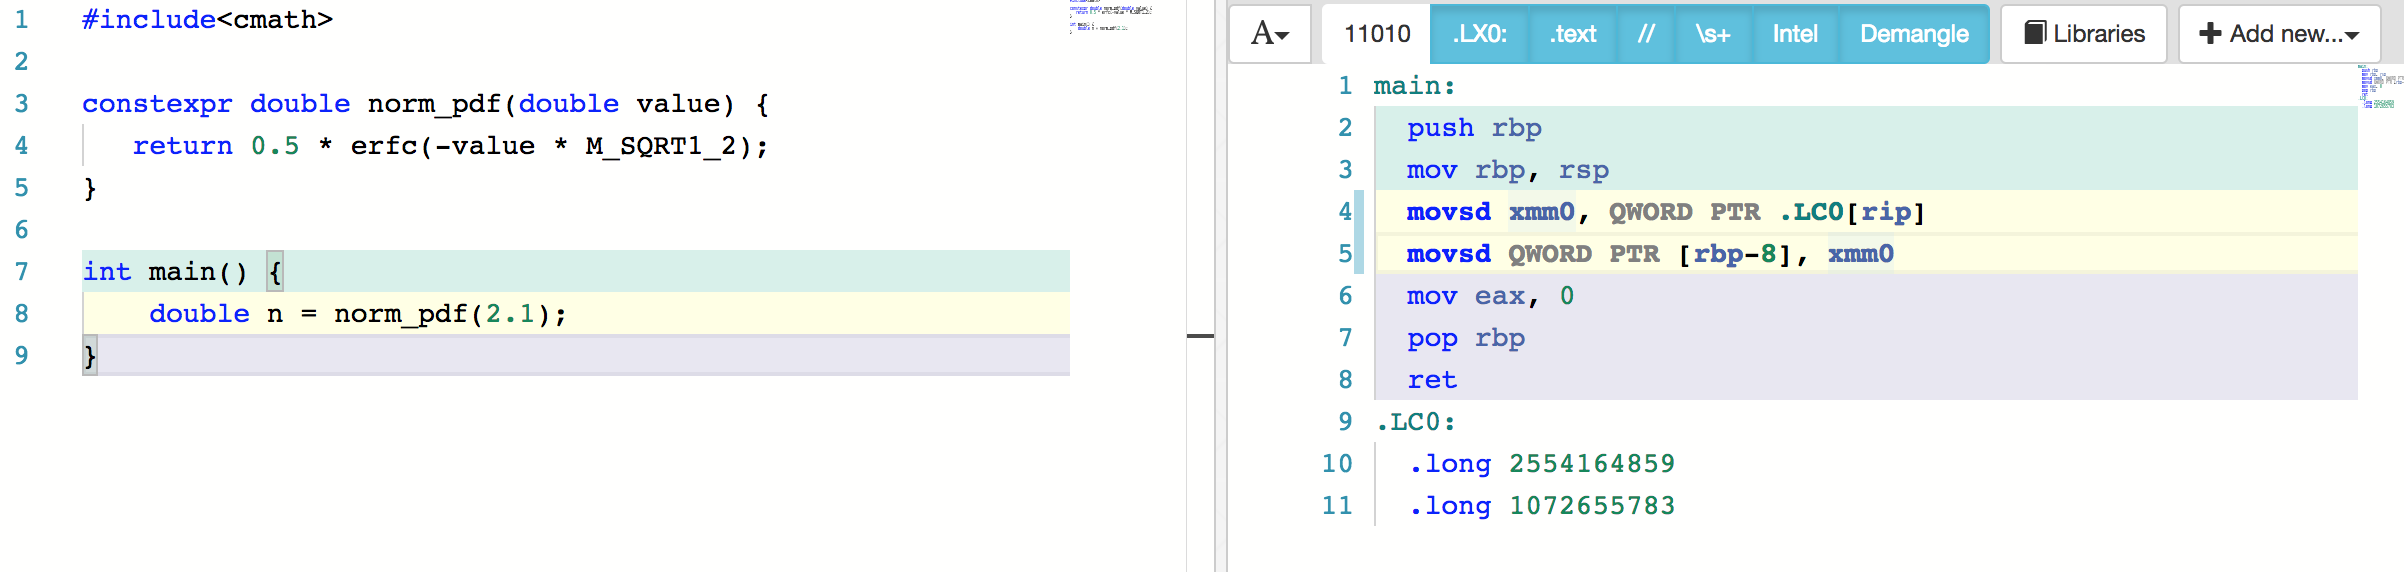 1 #include<cmath>
2
3 constexpr double norm_pdf(double value) {
4 return 0.5 * erfc(-value * M_SQRT1_2);
5 }
6
7 int main() {
8 double n = norm_pdf(2.1);
9 }
A 11010 .LX0: .text // \s+ Intel Demangle Libraries Add new...
1 main:
2 push rbp
3 mov rbp, rsp
4 movsd xmm0, QWORD PTR .LC0[rip]
5 movsd QWORD PTR [rbp-8], xmm0
6 mov eax, 0
7 pop rbp
8 ret
9 .LC0:
10 .long 2554164859
11 .long 1072655783